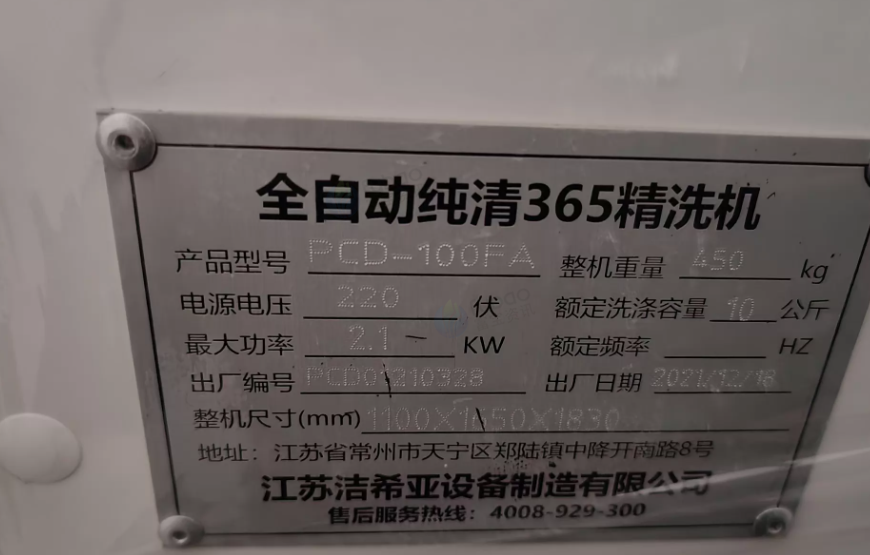 全自动纯清365精洗机
产品型号 PCD-100FA 整机重量 450 kg
电源电压 220 伏 额定洗涤容量 10 公斤
最大功率 2.1 KW 额定频率 HZ
出厂编号 PCD01210328 出厂日期 2021/12/18
整机尺寸(mm) 1100X1450X1830
地址：江苏省常州市天宁区郑陆镇中降开南路8号
江苏洁希亚设备制造有限公司
售后服务热线：4008-929-300